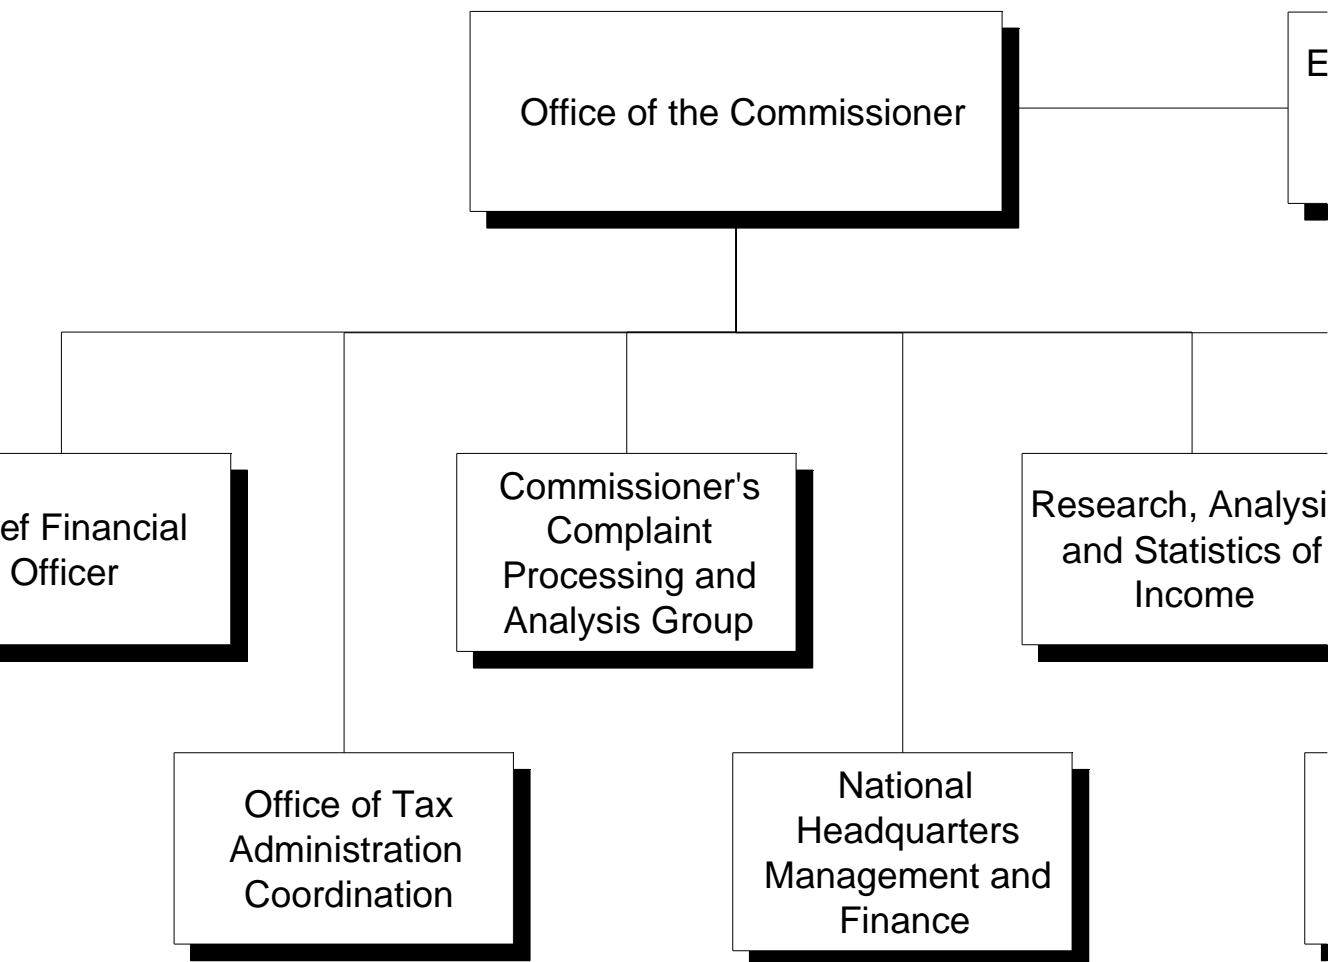 Office of the Commissioner
E
ef Financial
Officer
Commissioner's
Complaint
Processing and
Analysis Group
Research, Analysi
and Statistics of
Income
Office of Tax
Administration
Coordination
National
Headquarters
Management and
Finance